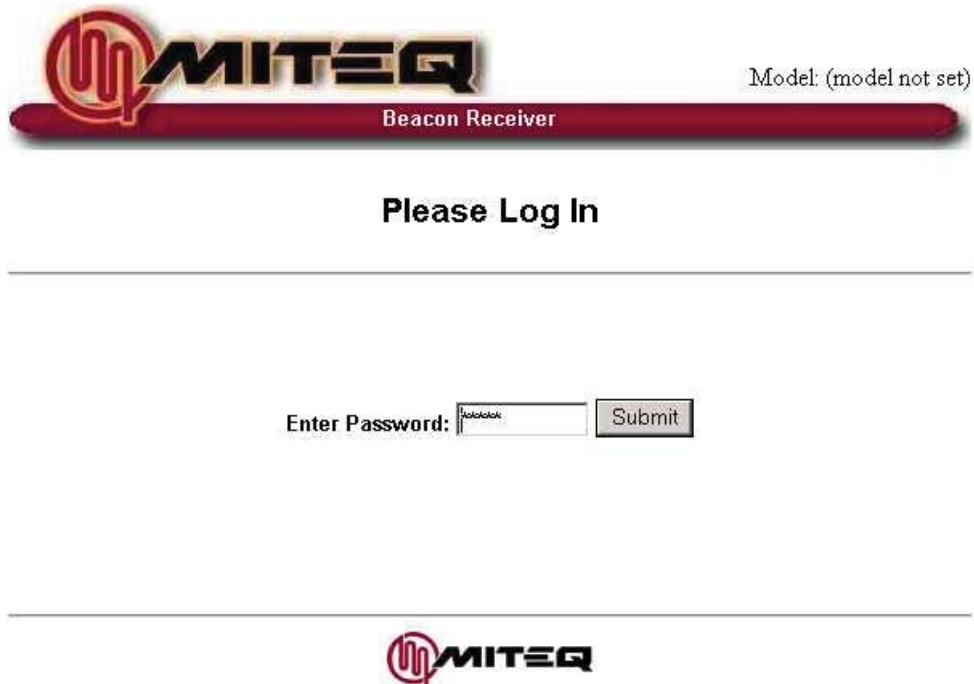 MITEQ
Model: (model not set)
Beacon Receiver
Please Log In
Enter Password: ****** Submit
MITEQ